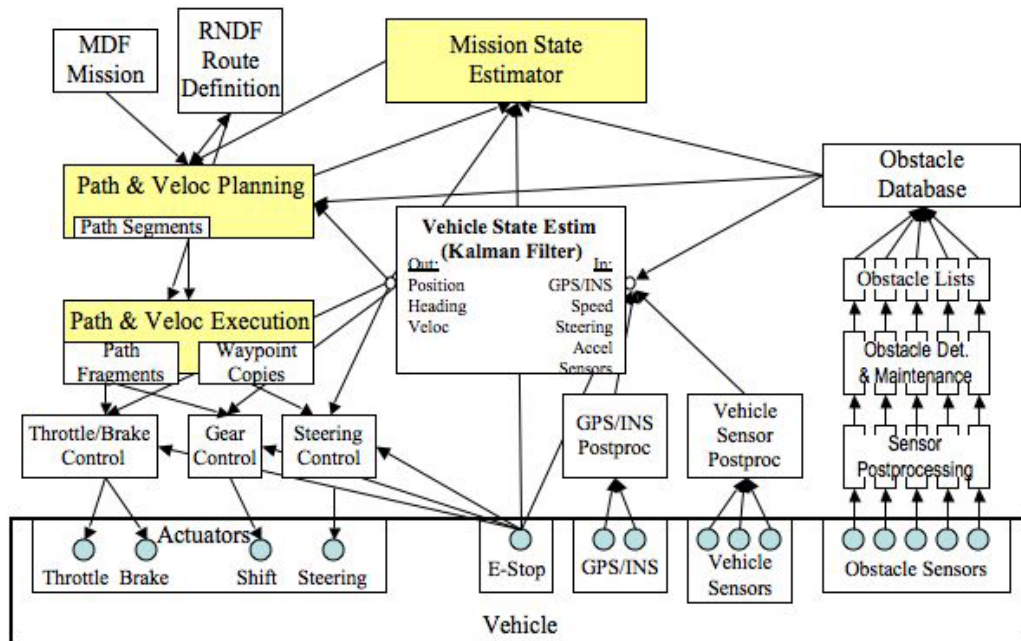 MDF
Mission
RNDF
Route
Definition
Mission State
Estimator
Path & Veloc Planning
Path Segments
Obstacle
Database
Vehicle State Estim
(Kalman Filter)
Out:
Position
Heading
Veloc
In:
GPS/INS
Speed
Steering
Accel
Sensors
Obstacle Lists
Path & Veloc Execution
Path
Fragments
Waypoint
Copies
Obstacle Det.
& Maintenance
Throttle/Brake
Control
Gear
Control
Steering
Control
GPS/INS
Postproc
Vehicle
Sensor
Postproc
Sensor
Postprocessing
Actuators
Throttle
Brake
Shift
Steering
E-Stop
GPS/INS
Vehicle
Sensors
Obstacle Sensors
Vehicle